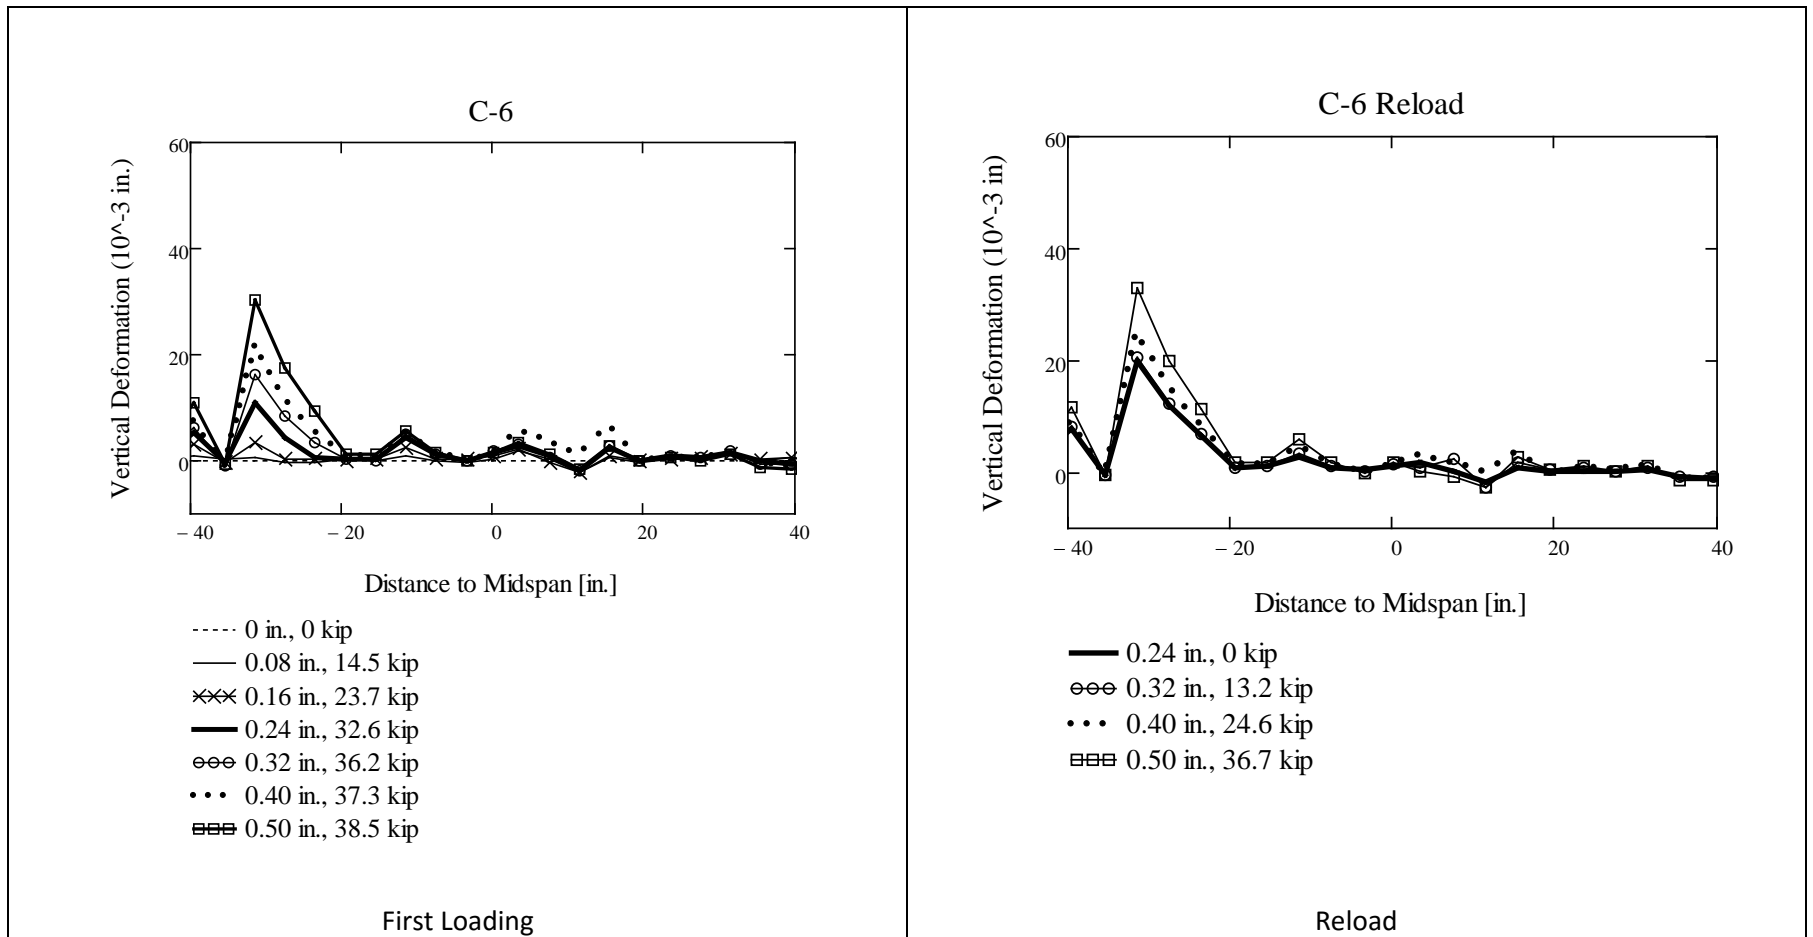 C-6
Vertical Deformation (10^-3 in.)
60
40
20
0
– 40
– 20
0
20
40
Distance to Midspan [in.]
0 in., 0 kip
0.08 in., 14.5 kip
0.16 in., 23.7 kip
0.24 in., 32.6 kip
0.32 in., 36.2 kip
0.40 in., 37.3 kip
0.50 in., 38.5 kip
First Loading
C-6 Reload
Vertical Deformation (10^-3 in)
60
40
20
0
– 40
– 20
0
20
40
Distance to Midspan [in.]
0.24 in., 0 kip
0.32 in., 13.2 kip
0.40 in., 24.6 kip
0.50 in., 36.7 kip
Reload